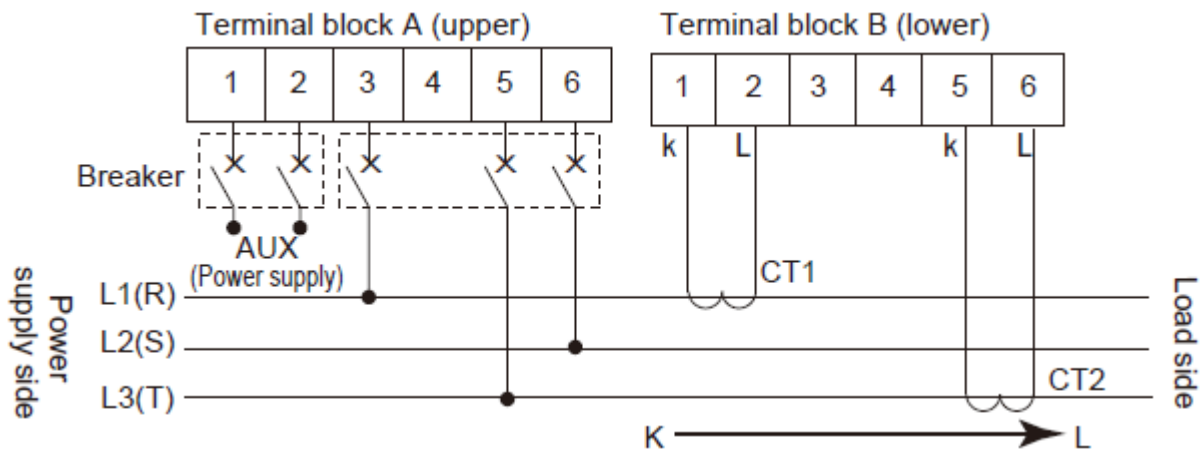 Terminal block A (upper)
Terminal block B (lower)
1 2 3 4 5 6
1 2 3 4 5 6
k L k L
Breaker
AUX
(Power supply)
CT1
L1(R)
L2(S)
L3(T)
CT2
Power
supply side
Load side
K L